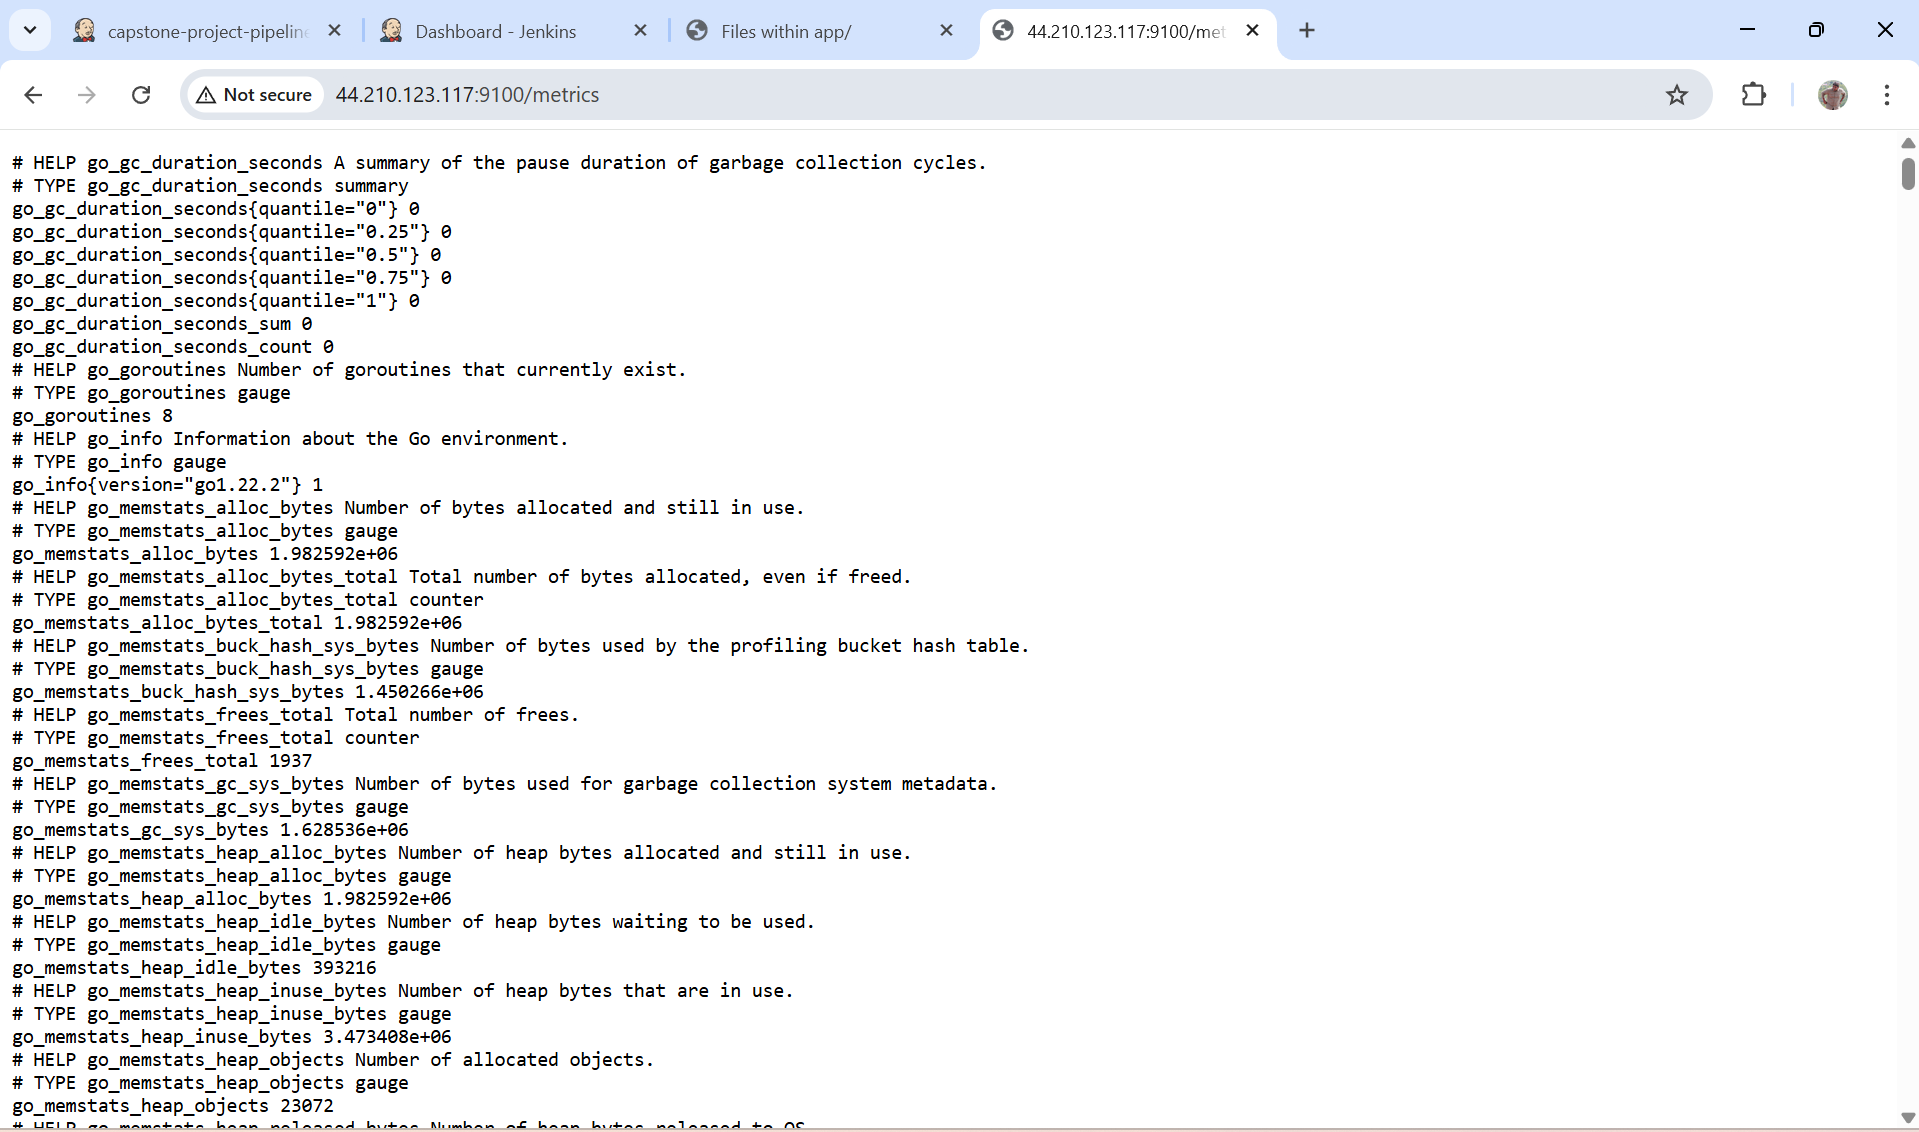 capstone-project-pipeline
Dashboard - Jenkins
Files within app/
44.210.123.117:9100/met
Not secure
44.210.123.117:9100/metrics
# HELP go_gc_duration_seconds A summary of the pause duration of garbage collection cycles.
# TYPE go_gc_duration_seconds summary
go_gc_duration_seconds{quantile="0"} 0
go_gc_duration_seconds{quantile="0.25"} 0
go_gc_duration_seconds{quantile="0.5"} 0
go_gc_duration_seconds{quantile="0.75"} 0
go_gc_duration_seconds{quantile="1"} 0
go_gc_duration_seconds_sum 0
go_gc_duration_seconds_count 0
# HELP go_goroutines Number of goroutines that currently exist.
# TYPE go_goroutines gauge
go_goroutines 8
# HELP go_info Information about the Go environment.
# TYPE go_info gauge
go_info{version="go1.22.2"} 1
# HELP go_memstats_alloc_bytes Number of bytes allocated and still in use.
# TYPE go_memstats_alloc_bytes gauge
go_memstats_alloc_bytes 1.982592e+06
# HELP go_memstats_alloc_bytes_total Total number of bytes allocated, even if freed.
# TYPE go_memstats_alloc_bytes_total counter
go_memstats_alloc_bytes_total 1.982592e+06
# HELP go_memstats_buck_hash_sys_bytes Number of bytes used by the profiling bucket hash table.
# TYPE go_memstats_buck_hash_sys_bytes gauge
go_memstats_buck_hash_sys_bytes 1.450266e+06
# HELP go_memstats_frees_total Total number of frees.
# TYPE go_memstats_frees_total counter
go_memstats_frees_total 1937
# HELP go_memstats_gc_sys_bytes Number of bytes used for garbage collection system metadata.
# TYPE go_memstats_gc_sys_bytes gauge
go_memstats_gc_sys_bytes 1.628536e+06
# HELP go_memstats_heap_alloc_bytes Number of heap bytes allocated and still in use.
# TYPE go_memstats_heap_alloc_bytes gauge
go_memstats_heap_alloc_bytes 1.982592e+06
# HELP go_memstats_heap_idle_bytes Number of heap bytes waiting to be used.
# TYPE go_memstats_heap_idle_bytes gauge
go_memstats_heap_idle_bytes 393216
# HELP go_memstats_heap_inuse_bytes Number of heap bytes that are in use.
# TYPE go_memstats_heap_inuse_bytes gauge
go_memstats_heap_inuse_bytes 3.473408e+06
# HELP go_memstats_heap_objects Number of allocated objects.
# TYPE go_memstats_heap_objects gauge
go_memstats_heap_objects 23072
# HELP go_memstats_heap_released_bytes Number of heap bytes released to OS.